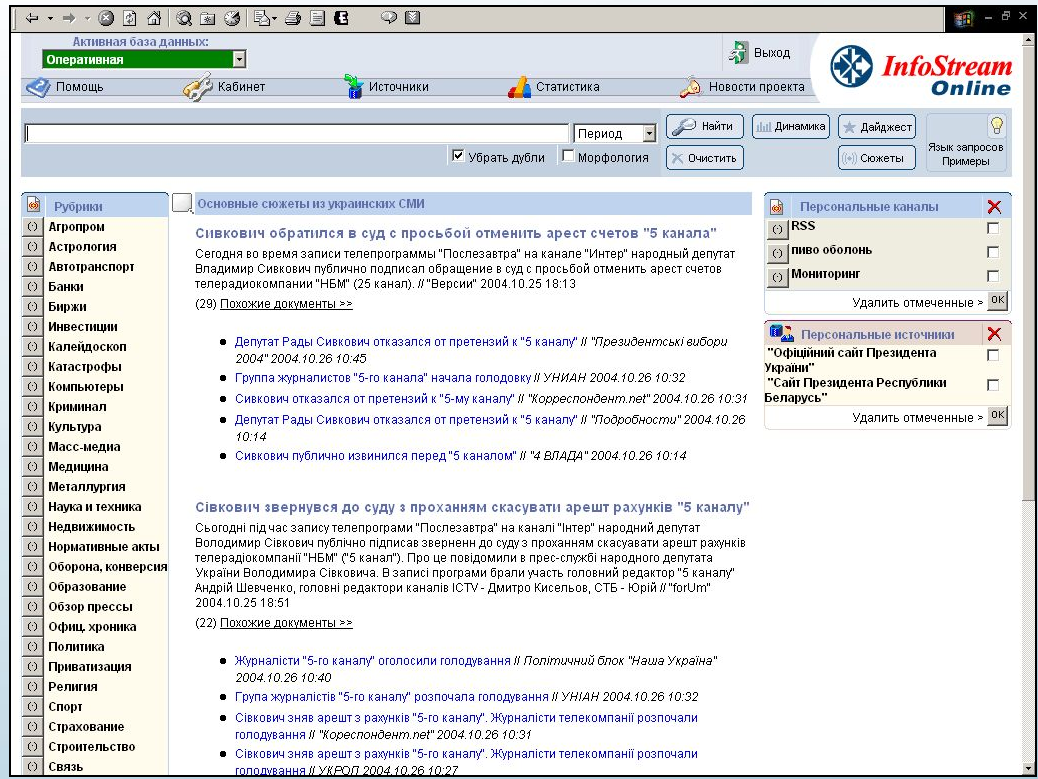 Активная база данных:
Оперативная
Выход
InfoStream
Online
Помощь
Кабинет
Источники
Статистика
Новости проекта
Период
Найти
Динамика
Дайджест
Убрать дубли
Морфология
Очистить
Сюжеты
Язык запросов
Примеры
Рубрики
Агропром
Астрология
Автотранспорт
Банки
Биржи
Инвестиции
Калейдоскоп
Катастрофы
Компьютеры
Криминал
Культура
Масс-медиа
Медицина
Металлургия
Наука и техника
Недвижимость
Нормативные акты
Оборона, конверсия
Образование
Обзор прессы
Офиц. хроника
Политика
Приватизация
Религия
Спорт
Страхование
Строительство
Связь
Основные сюжеты из украинских СМИ
Сивкович обратился в суд с просьбой отменить арест счетов "5 канала"
Сегодня во время записи телепрограммы "Послезавтра" на канале "Интер" народный депутат
Владимир Сивкович публично подписал обращение в суд с просьбой отменить арест счетов
телерадиокомпании "НБМ" (25 канал). // "Версии" 2004.10.25 18:13
(29) Похожие документы >>
Депутат Рады Сивкович отказался от претензий к "5 каналу" // "Президентські вибори
2004" 2004.10.26 10:45
Группа журналистов "5-го канала" начала голодовку // УНИАН 2004.10.26 10:32
Сивкович отказался от претензий к "5-му каналу" // "Корреспондент.net" 2004.10.26 10:31
Депутат Рады Сивкович отказался от претензий к "5 каналу" // "Подробности" 2004.10.26
10:14
Сивкович публично извинился перед "5 каналом" // "4 ВЛАДА" 2004.10.26 10:14
Сівкович звернувся до суду з проханням скасувати арешт рахунків "5 каналу"
Сьогодні під час запису телепрограми "Послезавтра" на каналі "Інтер" народний депутат
Володимир Сівкович публічно підписав зверненн до суду з проханням скасувати арешт рахунків
телерадіокомпанії "НБМ" ("5 канал"). Про це повідомили в прес-службі народного депутата
України Володимира Сівковича. В записі програми брали участь головний редактор "5 каналу"
Андрій Шевченко, головні редактори каналів ICTV - Дмитро Кисельов, СТБ - Юрій // "forUm"
2004.10.25 18:51
(22) Похожие документы >>
Журналісти "5-го каналу" оголосили голодування // Політичний блок "Наша Україна"
2004.10.26 10:40
Група журналістів "5-го каналу" розпочала голодування // УНІАН 2004.10.26 10:32
Сівкович зняв арешт з рахунків "5-го каналу". Журналісти телекомпанії розпочали
голодування // "Кореспондент.net" 2004.10.26 10:31
Сівкович зняв арешт з рахунків "5-го каналу". Журналісти телекомпанії розпочали
голодування // УКРОП 2004.10.26 10:27
Персональные каналы
RSS
пиво оболонь
Мониторинг
Удалить отмеченные > OK
Персональные источники
"Офіційний сайт Президента
України"
"Сайт Президента Республики
Беларусь"
Удалить отмеченные > OK